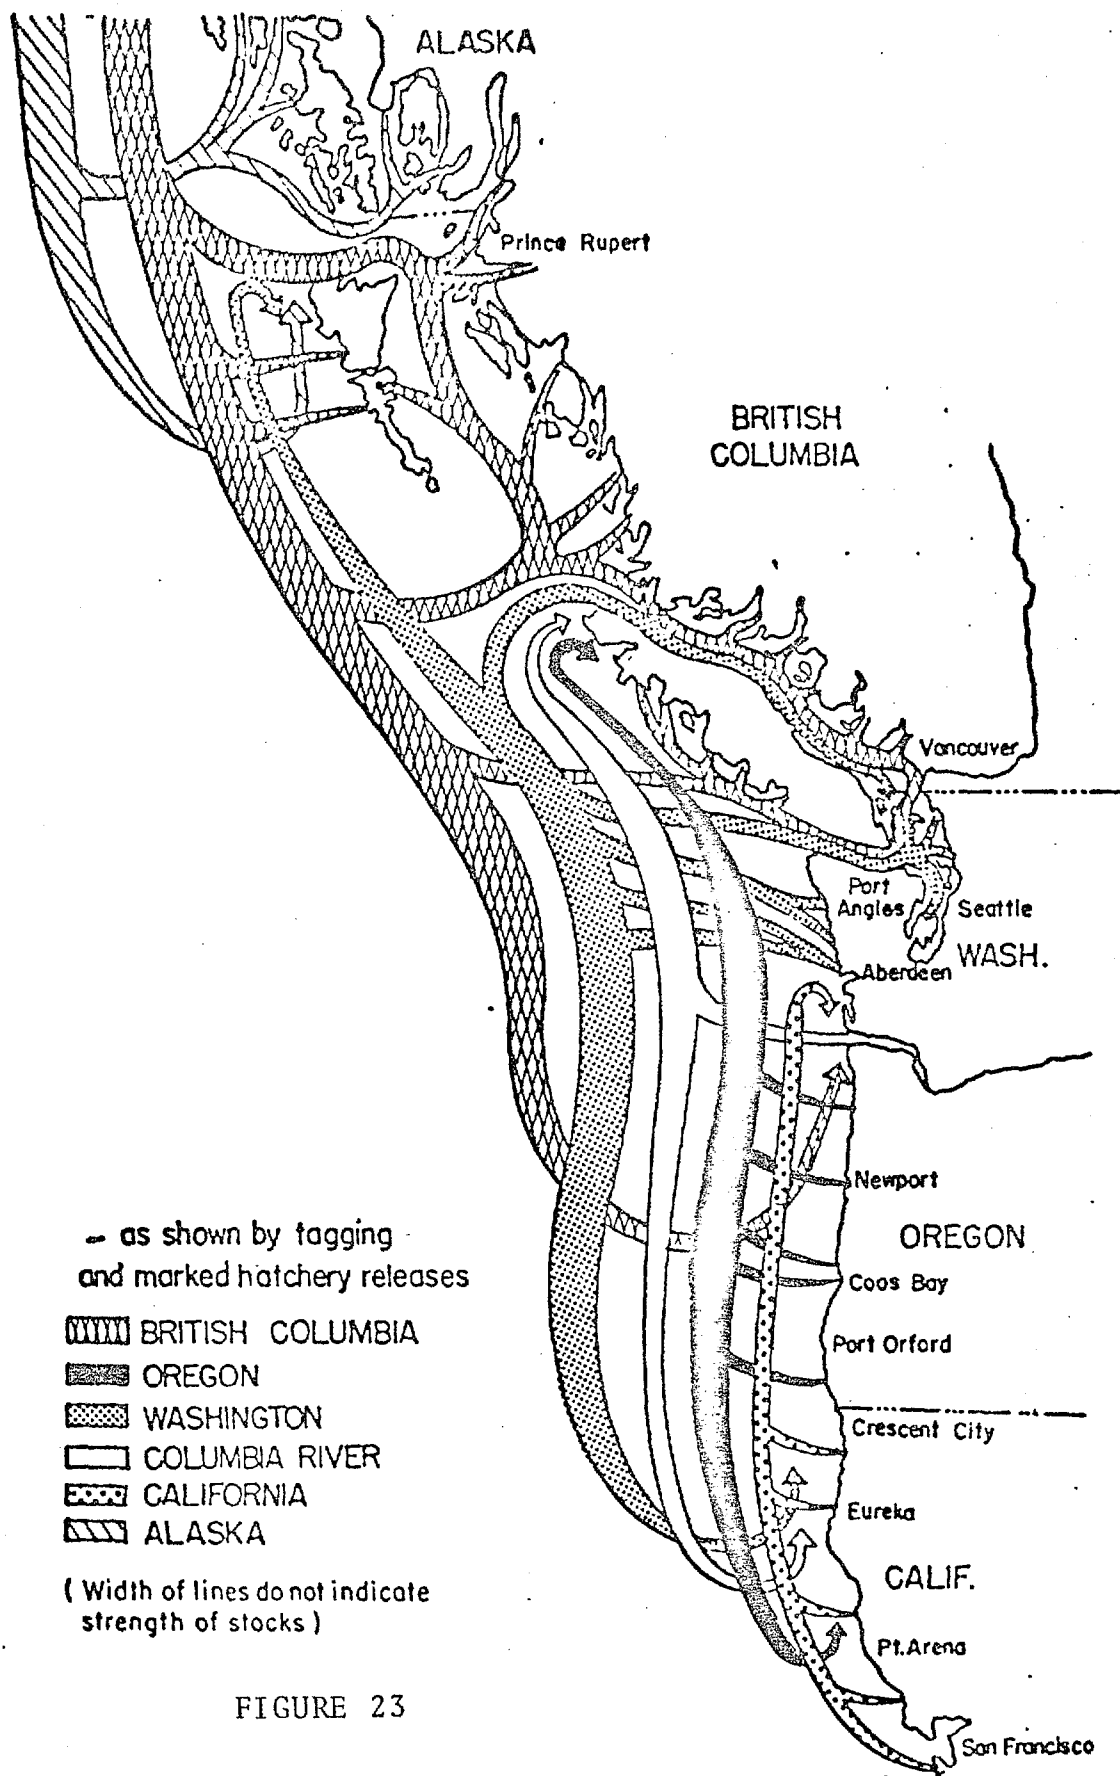 ALASKA
Prince Rupert
BRITISH
COLUMBIA
Vancouver
Port
Angles
Seattle
WASH.
Aberdeen
Newport
OREGON
Coos Bay
Port Orford
Crescent City
Eureka
CALIF.
Pt. Arena
San Francisco
- as shown by tagging
and marked hatchery releases
BRITISH COLUMBIA
OREGON
WASHINGTON
COLUMBIA RIVER
CALIFORNIA
ALASKA
( Width of lines do not indicate
strength of stocks )
FIGURE 23